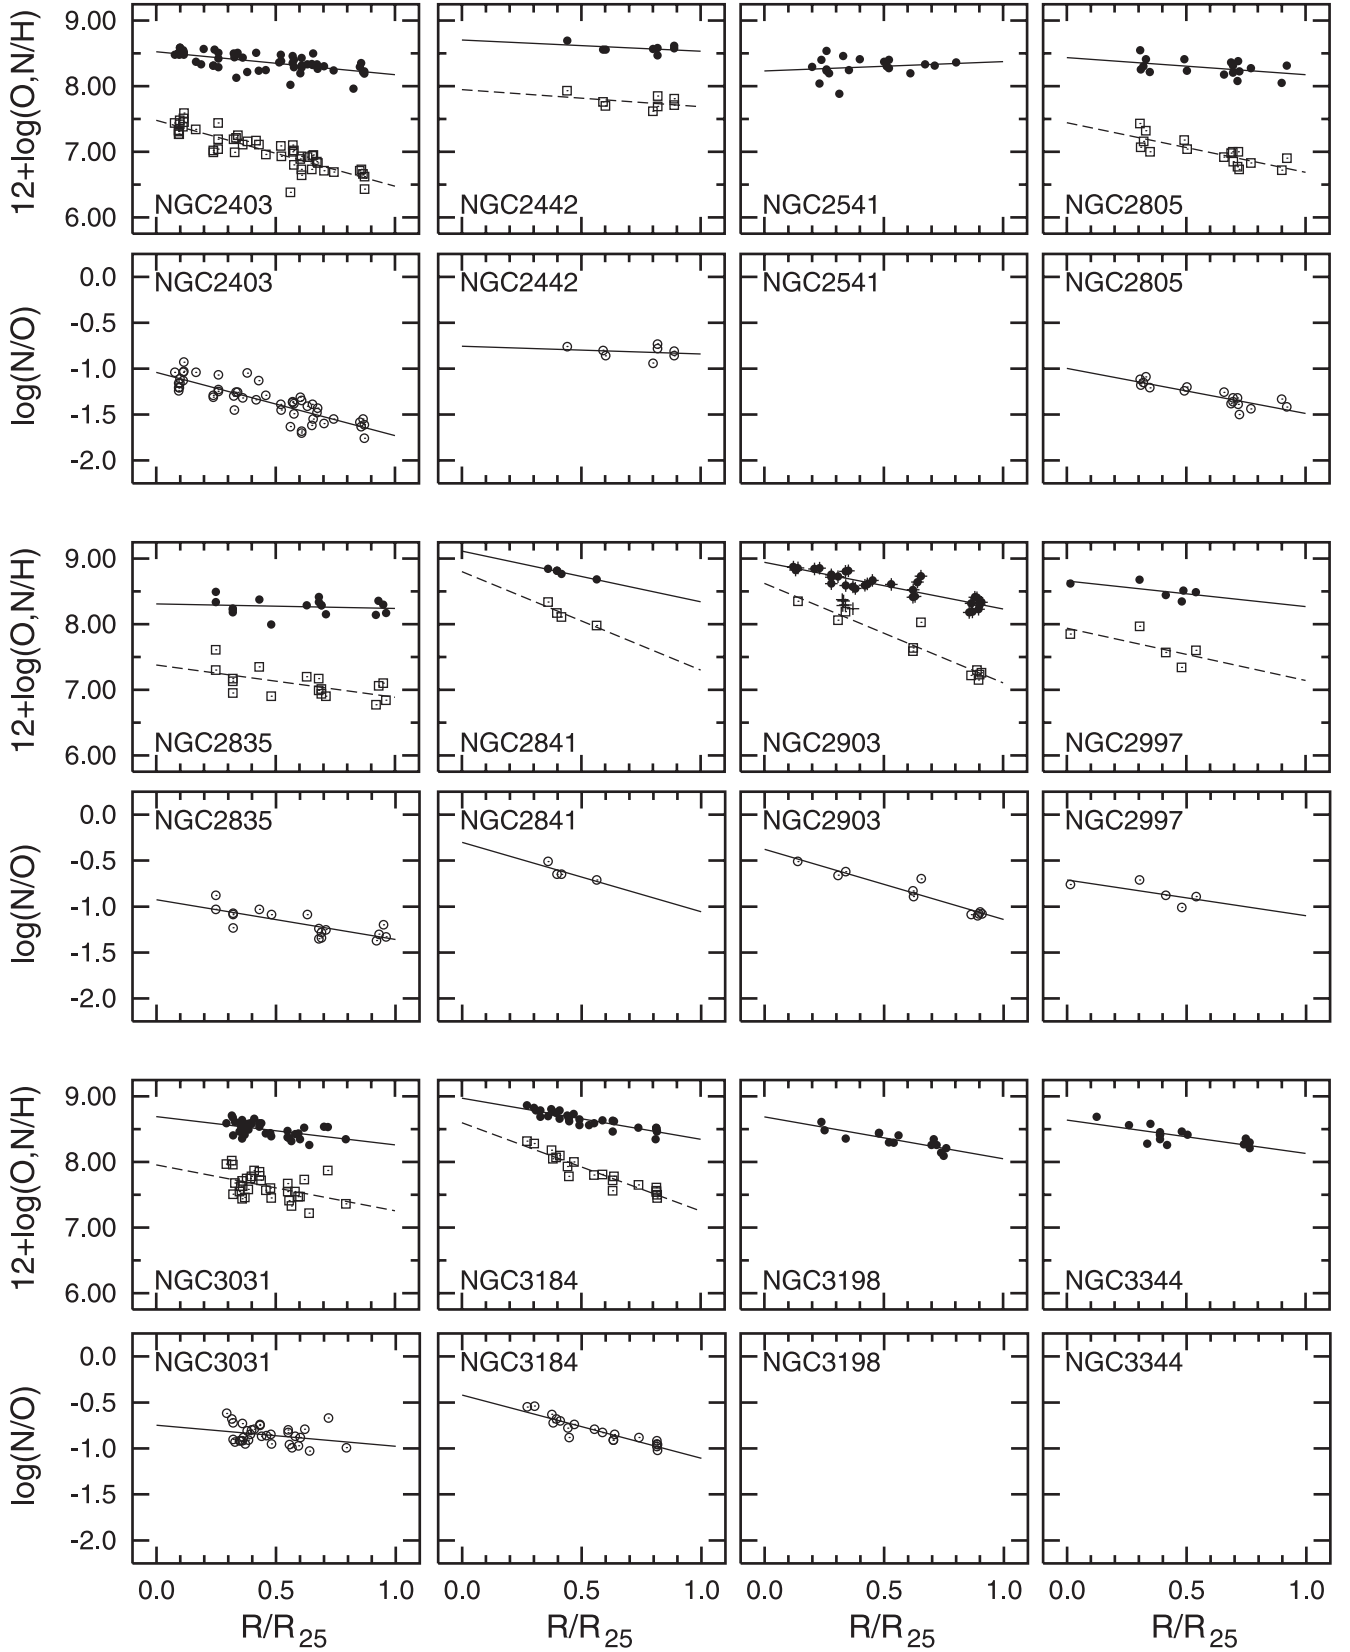 12+log(O,N/H)
9.00
8.00
7.00
6.00
NGC2403
NGC2442
NGC2541
NGC2805
log(N/O)
0.0
-0.5
-1.0
-1.5
-2.0
NGC2403
NGC2442
NGC2541
NGC2805
12+log(O,N/H)
9.00
8.00
7.00
6.00
NGC2835
NGC2841
NGC2903
NGC2997
log(N/O)
0.0
-0.5
-1.0
-1.5
-2.0
NGC2835
NGC2841
NGC2903
NGC2997
12+log(O,N/H)
9.00
8.00
7.00
6.00
NGC3031
NGC3184
NGC3198
NGC3344
log(N/O)
0.0
-0.5
-1.0
-1.5
-2.0
NGC3031
NGC3184
NGC3198
NGC3344
0.0 0.5 1.0
0.0 0.5 1.0
0.0 0.5 1.0
0.0 0.5 1.0
R/R25
R/R25
R/R25
R/R25